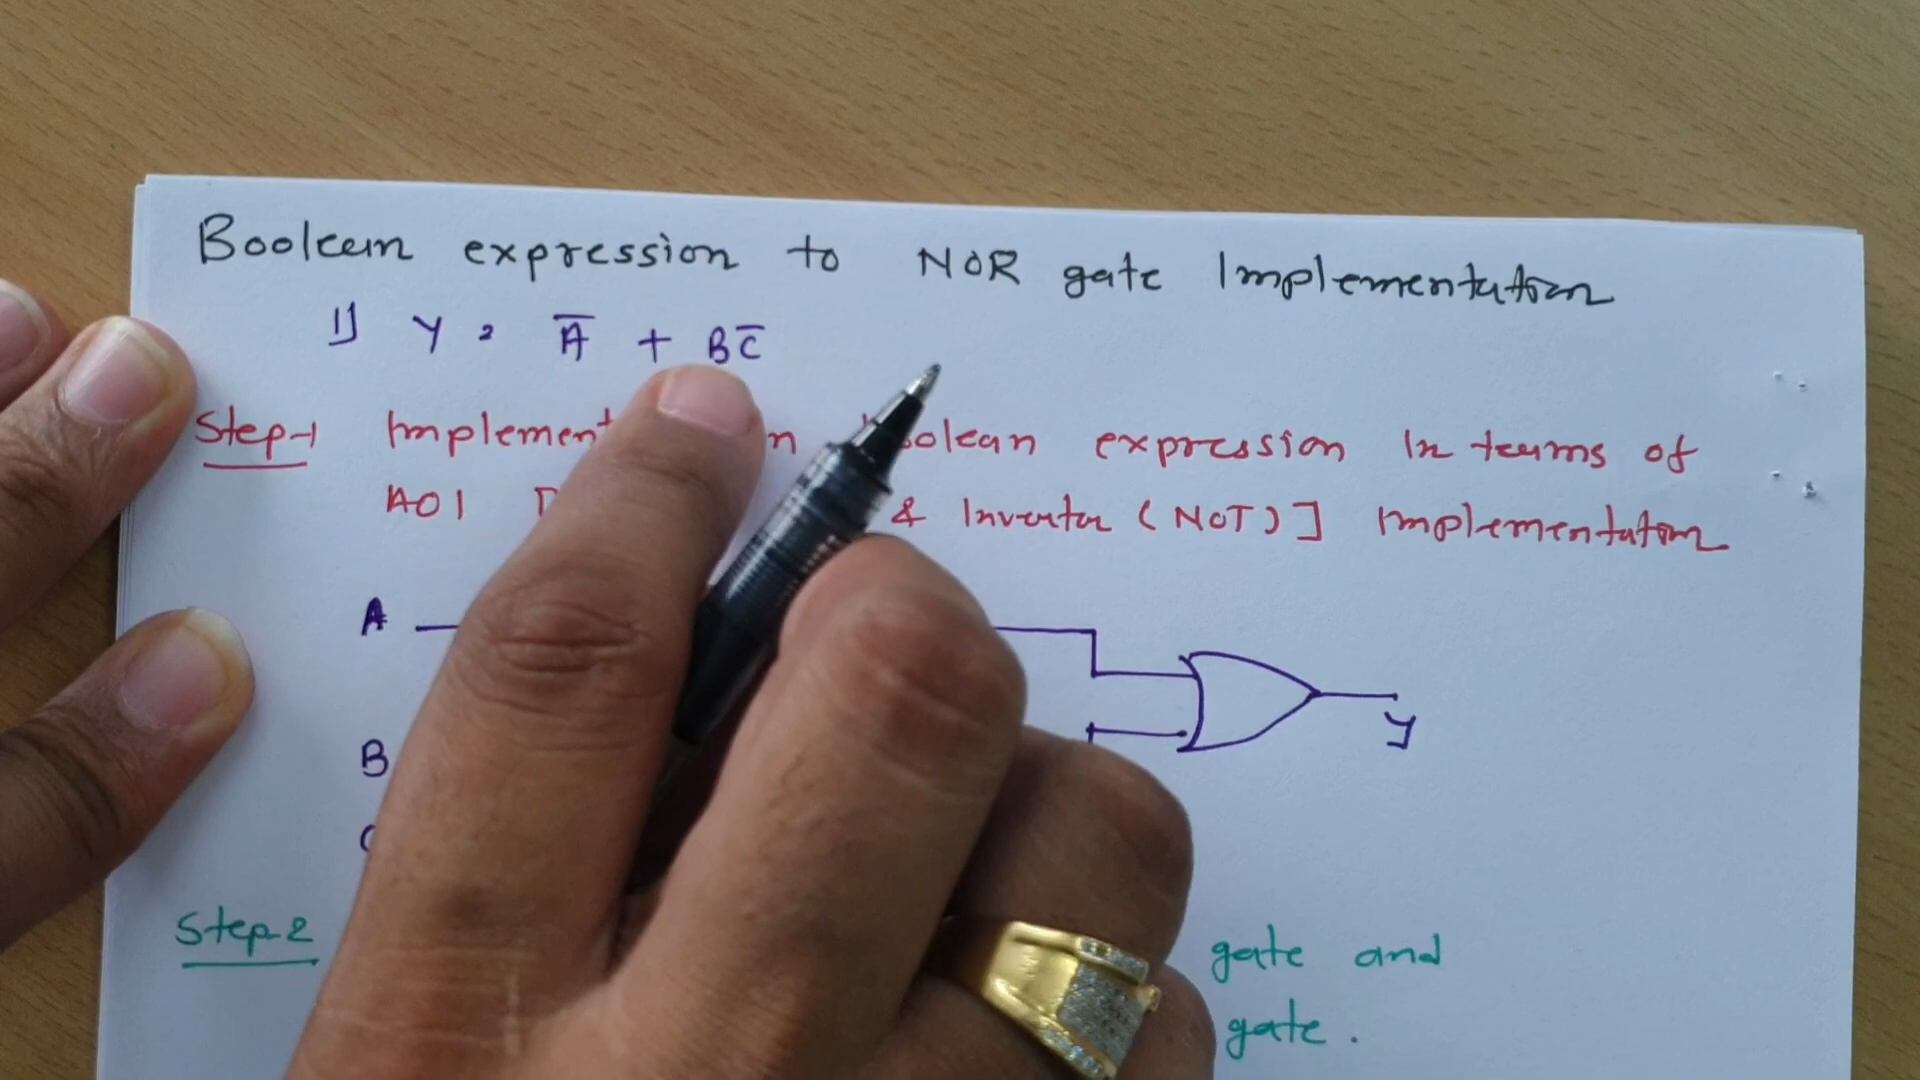 Boolean expression to NOR gate Implementation
1] Y = A̅ + BC̅
Step-1 Implement Boolean expression In terms of
AOI [ & Invertor (NOT)] Implementation
A
B
Y
Step-2 gate and
gate.